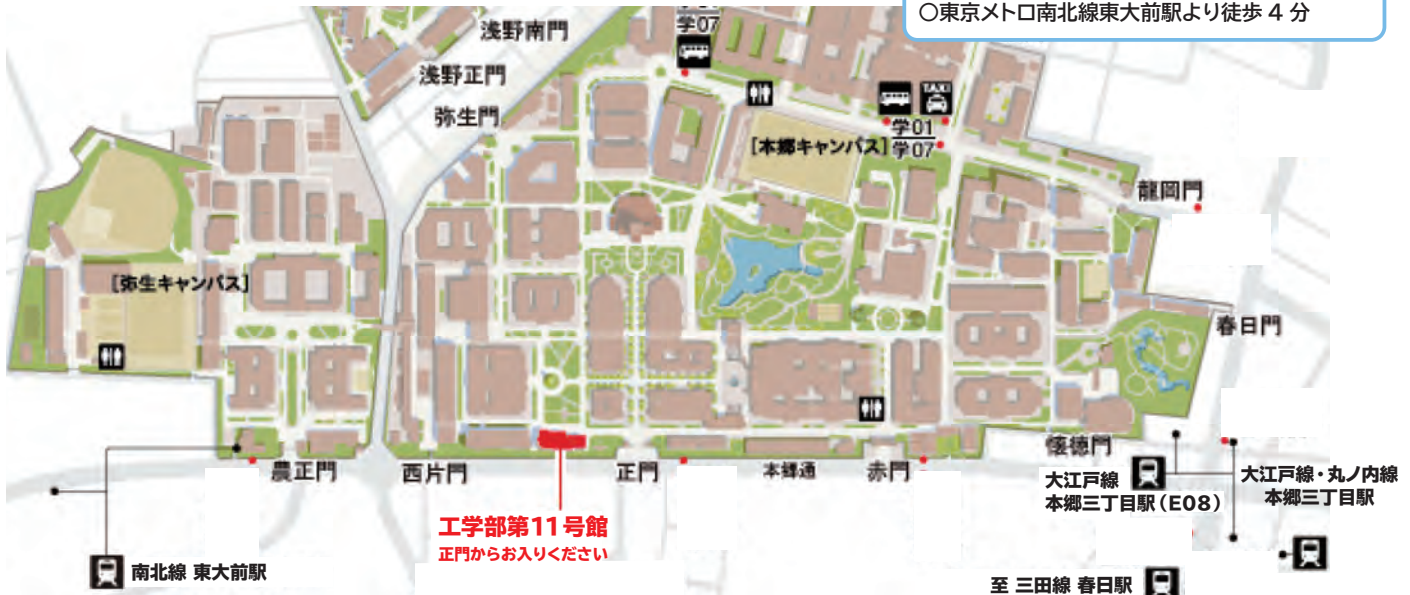 〇東京メトロ南北線東大前駅より徒歩 4 分
浅野南門
学07
浅野正門
弥生門
TAXI
学01
[本郷キャンパス]
学07
龍岡門
[弥生キャンパス]
春日門
農正門
西片門
正門
本郷通
赤門
懐徳門
大江戸線
本郷三丁目駅(E08)
大江戸線・丸ノ内線
本郷三丁目駅
工学部第11号館
正門からお入りください
南北線 東大前駅
至 三田線 春日駅